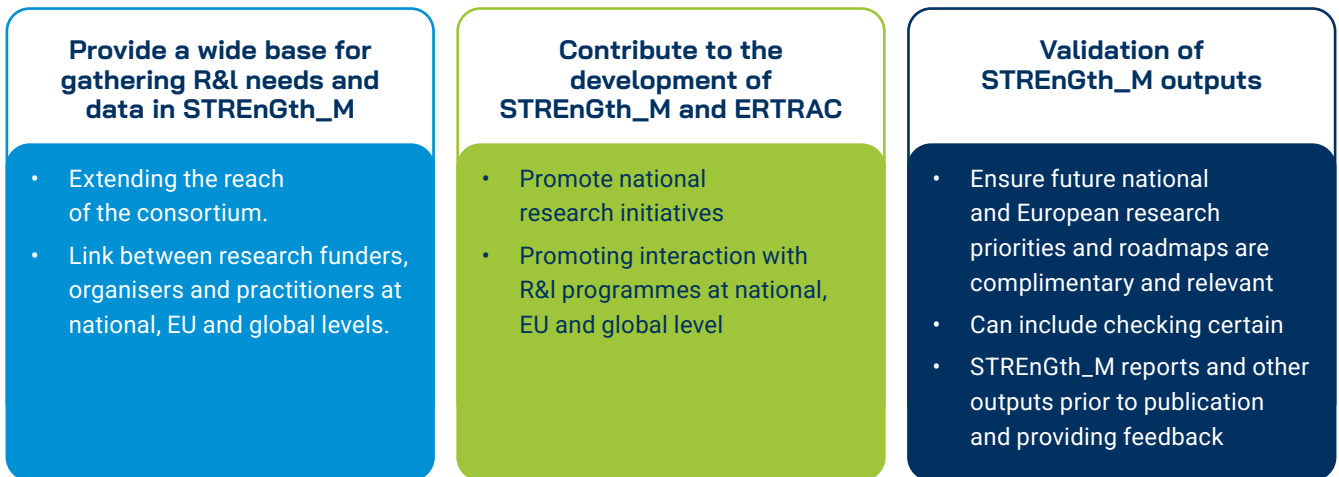 Provide a wide base for
gathering R&I needs and
data in STREnGth_M
• Extending the reach
of the consortium.
• Link between research funders,
organisers and practitioners at
national, EU and global levels.
Contribute to the
development of
STREnGth_M and ERTRAC
• Promote national
research initiatives
• Promoting interaction with
R&I programmes at national,
EU and global level
Validation of
STREnGth_M outputs
• Ensure future national
and European research
priorities and roadmaps are
complimentary and relevant
• Can include checking certain
• STREnGth_M reports and other
outputs prior to publication
and providing feedback